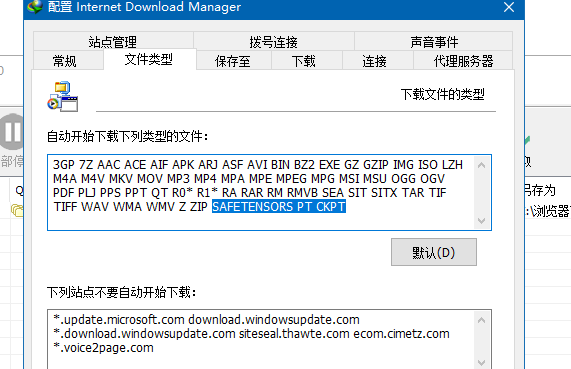 配置 Internet Download Manager
站点管理 拨号连接 声音事件
常规 文件类型 保存至 下载 连接 代理服务器
下载文件的类型
自动开始下载下列类型的文件:
3GP 7Z AAC ACE AIF APK ARJ ASF AVI BIN BZ2 EXE GZ GZIP IMG ISO LZH
M4A M4V MKV MOV MP3 MP4 MPA MPE MPEG MPG MSI MSU OGG OGV
PDF PLJ PPS PPT QT R0* R1* RA RAR RM RMVB SEA SIT SITX TAR TIF
TIFF WAV WMA WMV Z ZIP SAFETENSORS PT CKPT
部停
Q
另存为
:\浏览器
默认(D)
下列站点不要自动开始下载:
*.update.microsoft.com download.windowsupdate.com
*.download.windowsupdate.com siteseal.thawte.com ecom.cimetz.com
*.voice2page.com